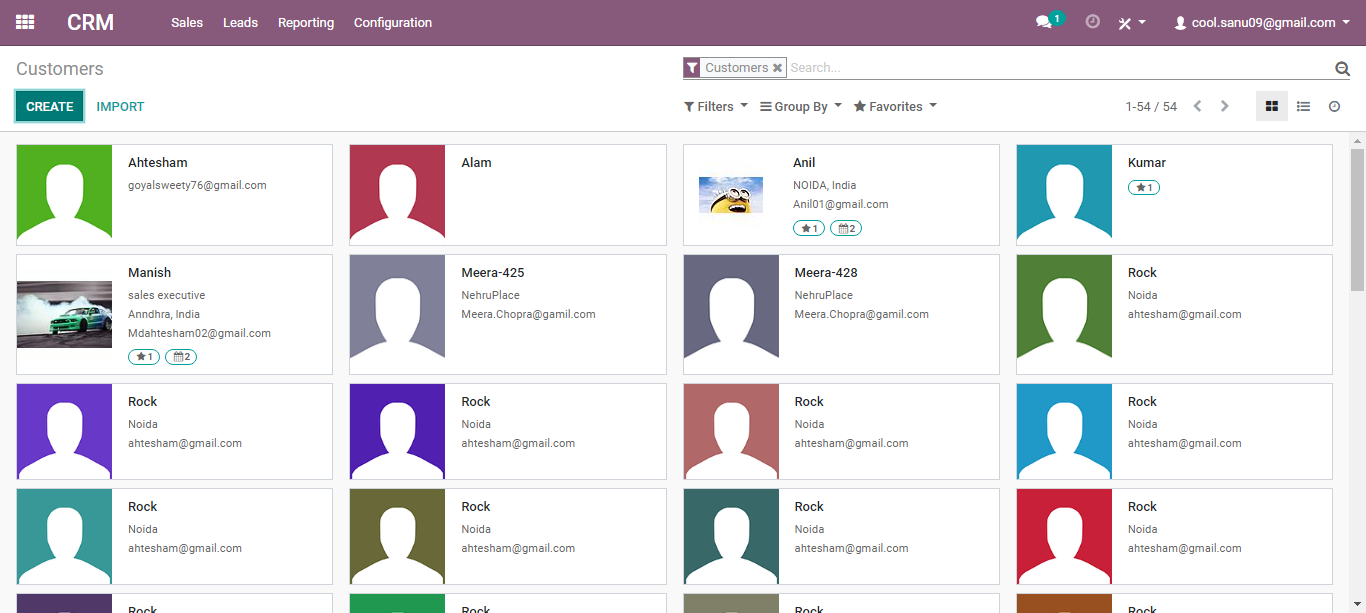 CRM Sales Leads Reporting Configuration 1 cool.sanu09@gmail.com
Customers
Customers Search...
CREATE IMPORT
Filters Group By Favorites 1-54 / 54
Ahtesham
goyalsweety76@gmail.com
Alam
Anil
NOIDA, India
Anil01@gmail.com
1 2
Kumar
1
Manish
sales executive
Anndhra, India
Mdahtesham02@gmail.com
1 2
Meera-425
NehruPlace
Meera.Chopra@gamil.com
Meera-428
NehruPlace
Meera.Chopra@gamil.com
Rock
Noida
ahtesham@gmail.com
Rock
Noida
ahtesham@gmail.com
Rock
Noida
ahtesham@gmail.com
Rock
Noida
ahtesham@gmail.com
Rock
Noida
ahtesham@gmail.com
Rock
Noida
ahtesham@gmail.com
Rock
Noida
ahtesham@gmail.com
Rock
Noida
ahtesham@gmail.com
Rock
Noida
ahtesham@gmail.com
Rock
Rock
Rock
Rock